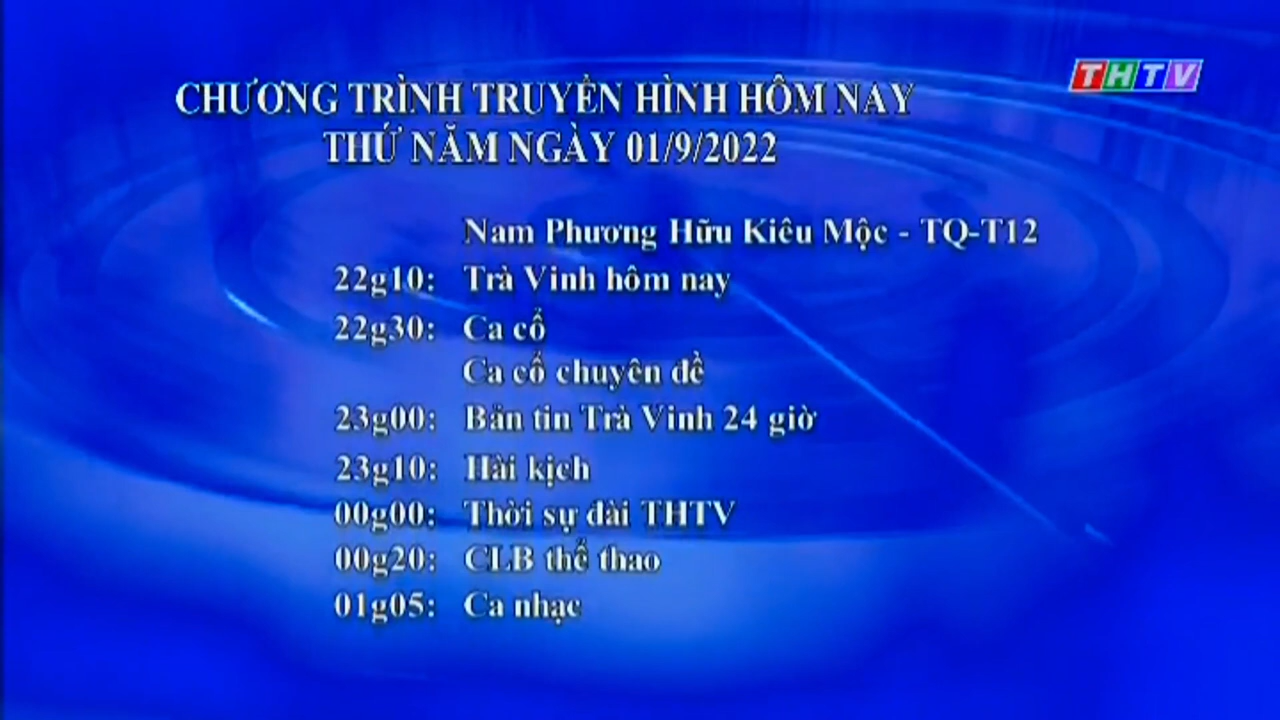 THTV
CHƯƠNG TRÌNH TRUYỀN HÌNH HÔM NAY
THỨ NĂM NGÀY 01/9/2022
Nam Phương Hữu Kiêu Mộc - TQ-T12
22g10: Trà Vinh hôm nay
22g30: Ca cổ
Ca cổ chuyên đề
23g00: Bản tin Trà Vinh 24 giờ
23g10: Hài kịch
00g00: Thời sự đài THTV
00g20: CLB thể thao
01g05: Ca nhạc